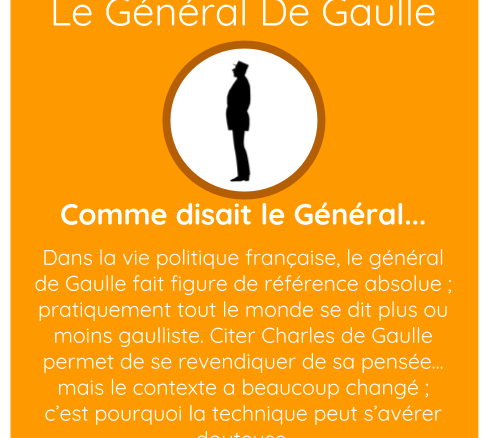 Le Général De Gaulle
Comme disait le Général...
Dans la vie politique française, le général
de Gaulle fait figure de référence absolue ;
pratiquement tout le monde se dit plus ou
moins gaulliste. Citer Charles de Gaulle
permet de se revendiquer de sa pensée...
mais le contexte a beaucoup changé ;
c’est pourquoi la technique peut s’avérer